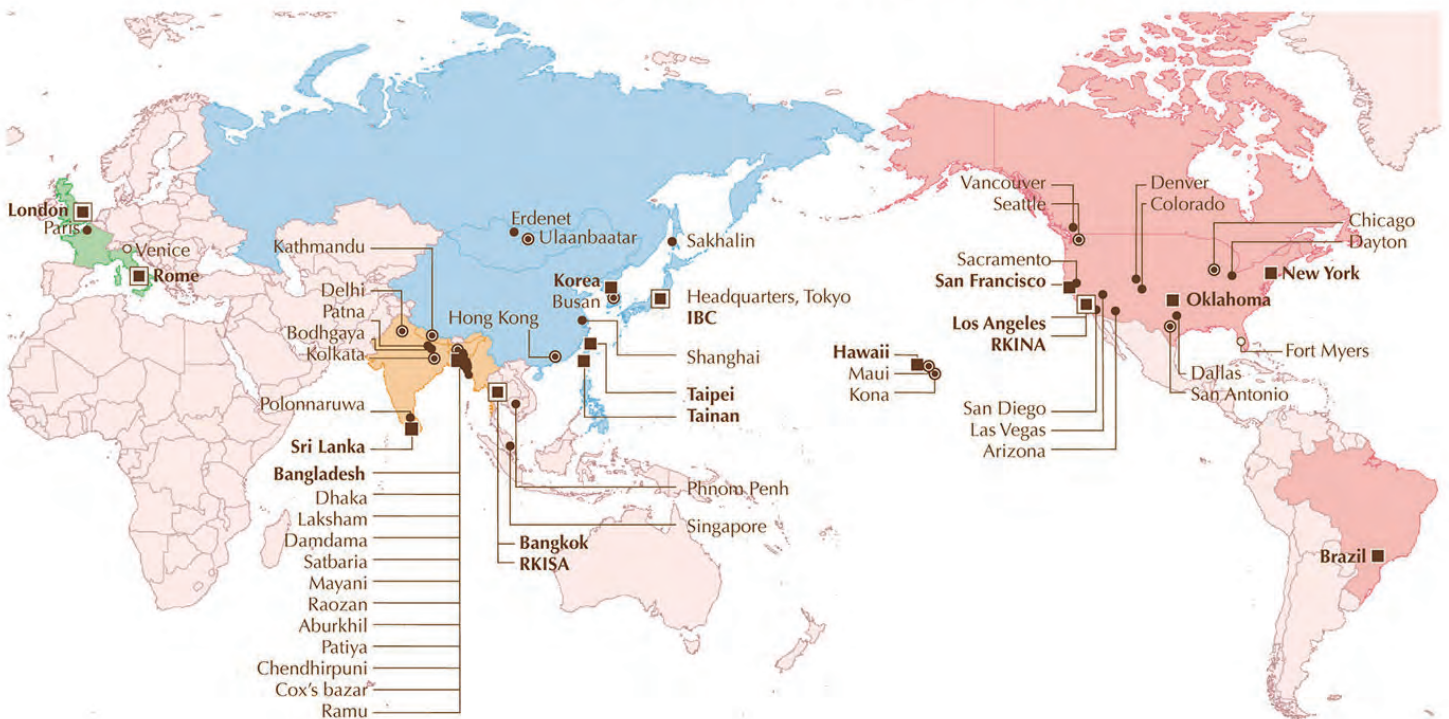 London
Paris
Venice
Rome
Kathmandu
Delhi
Patna
Bodhgaya
Kolkata
Polonnaruwa
Sri Lanka
Bangladesh
Dhaka
Laksham
Damdama
Satbaria
Mayani
Raozan
Aburkhil
Patiya
Chendhirpuni
Cox's bazar
Ramu
Erdenet
Ulaanbaatar
Sakhalin
Korea
Busan
Headquarters, Tokyo
IBC
Hong Kong
Shanghai
Taipei
Tainan
Phnom Penh
Singapore
Bangkok
RKISA
Hawaii
Maui
Kona
Vancouver
Seattle
Denver
Colorado
Chicago
Dayton
Sacramento
San Francisco
New York
Oklahoma
Los Angeles
RKINA
Fort Myers
Dallas
San Antonio
San Diego
Las Vegas
Arizona
Brazil